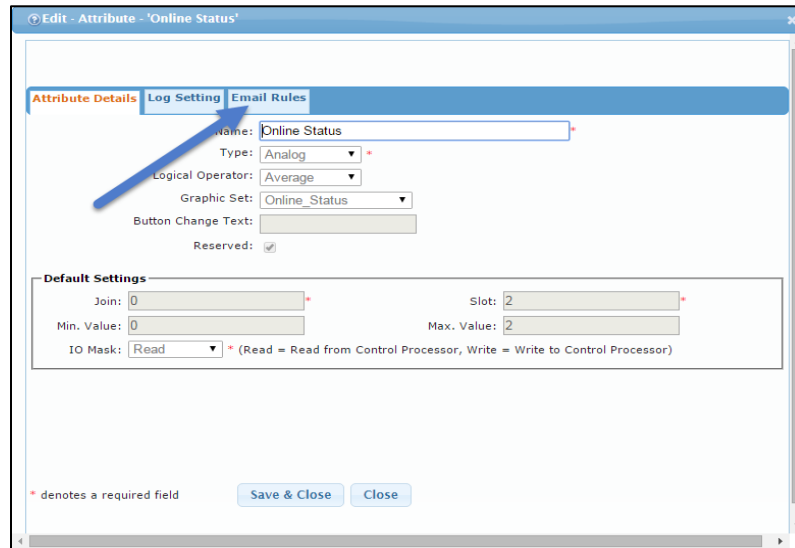 Edit - Attribute - 'Online Status'
Attribute Details Log Setting Email Rules
Name: Online Status *
Type: Analog *
Logical Operator: Average
Graphic Set: Online_Status
Button Change Text:
Reserved:
Default Settings
Join: 0 * Slot: 2 *
Min. Value: 0 Max. Value: 2
IO Mask: Read * (Read = Read from Control Processor, Write = Write to Control Processor)
* denotes a required field Save & Close Close